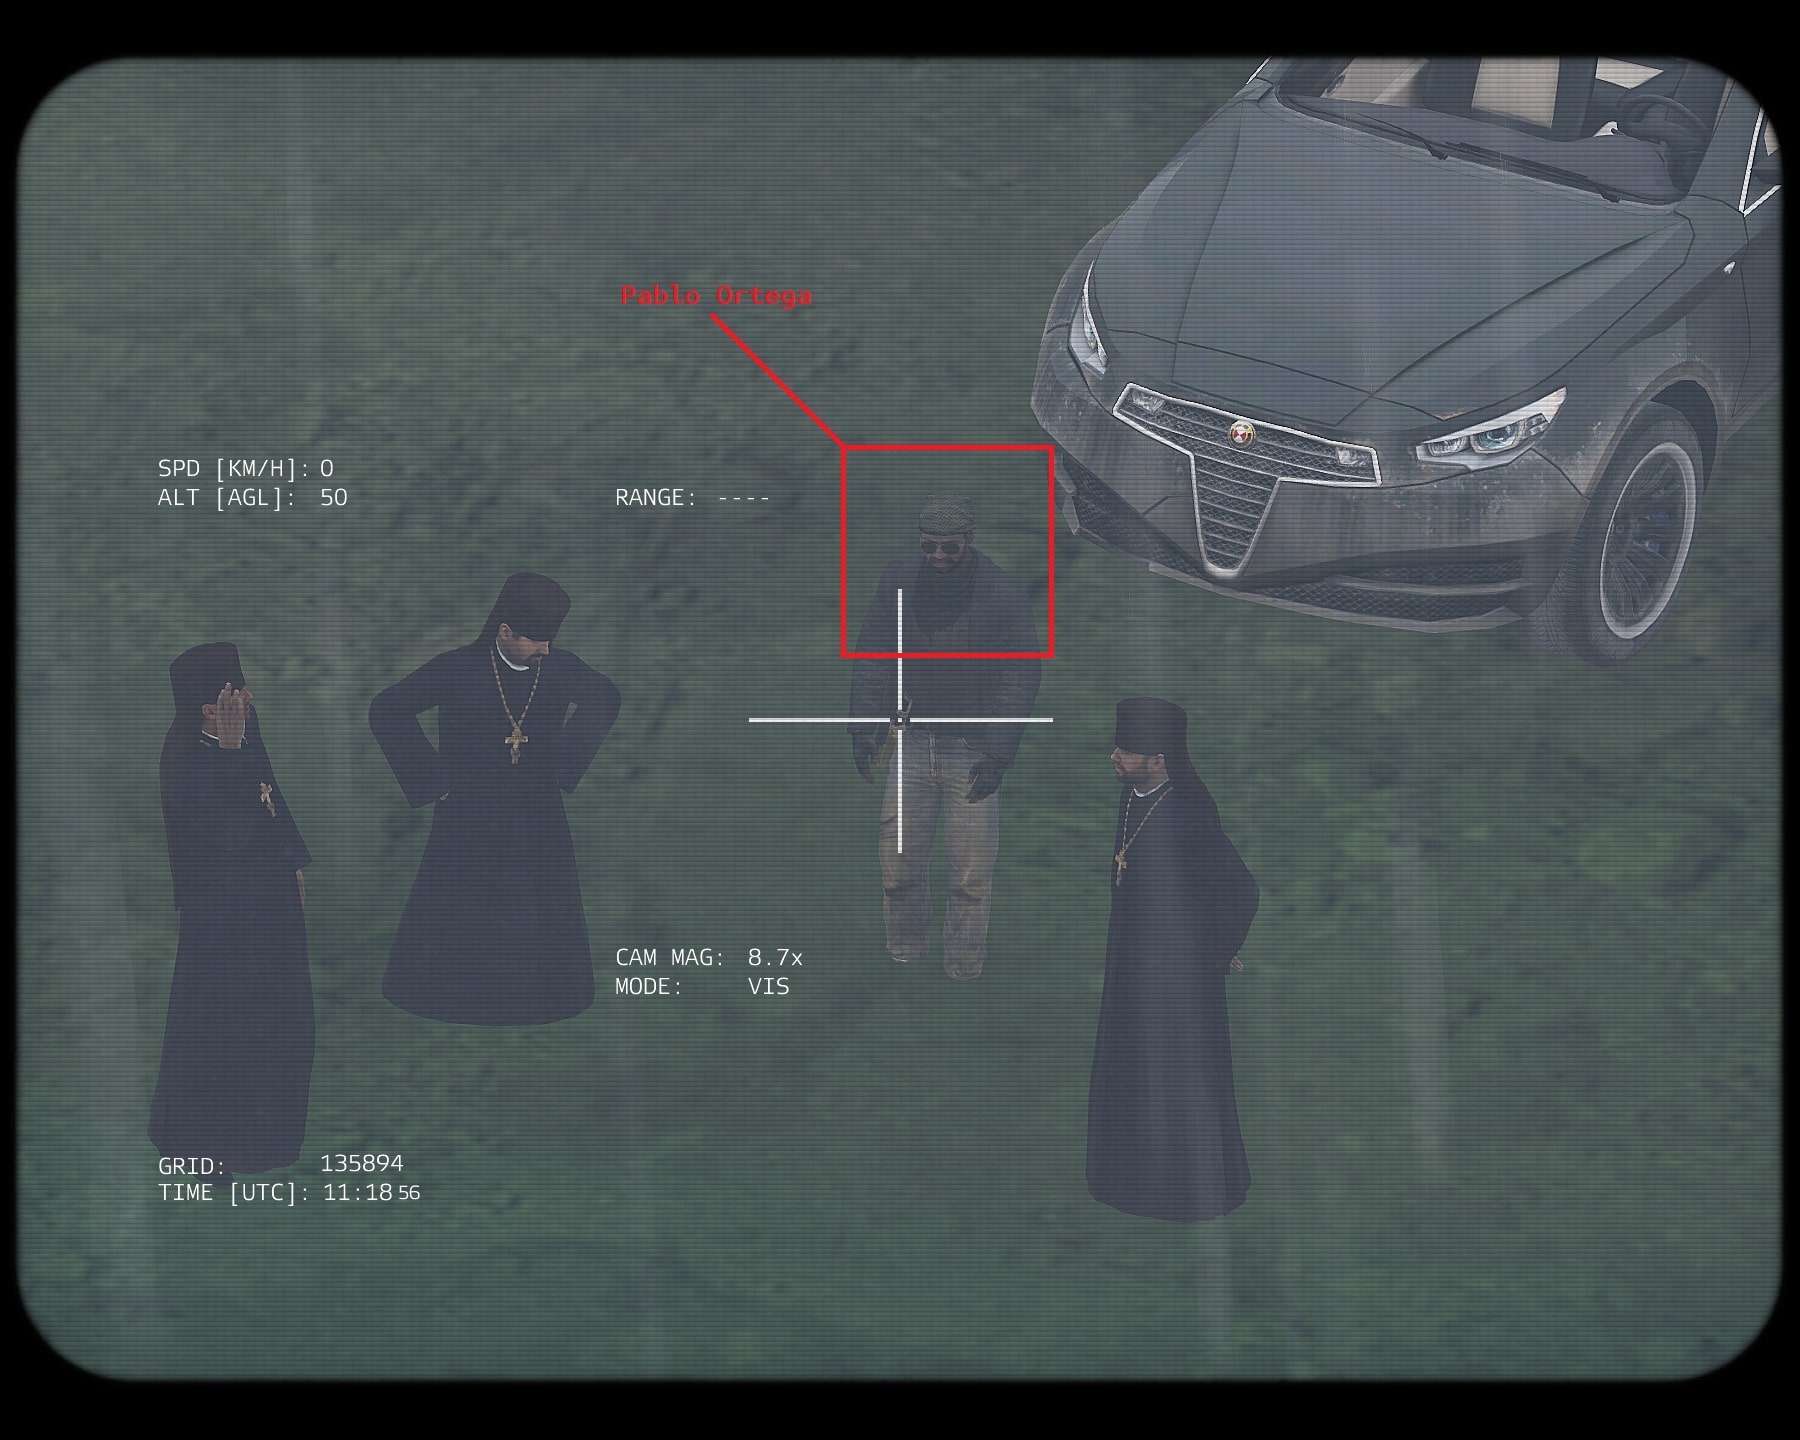 Pablo Ortega
SPD [KM/H]: 0
ALT [AGL]: 50
RANGE: ----
CAM MAG: 8.7x
MODE: VIS
GRID: 135894
TIME [UTC]: 11:18 56